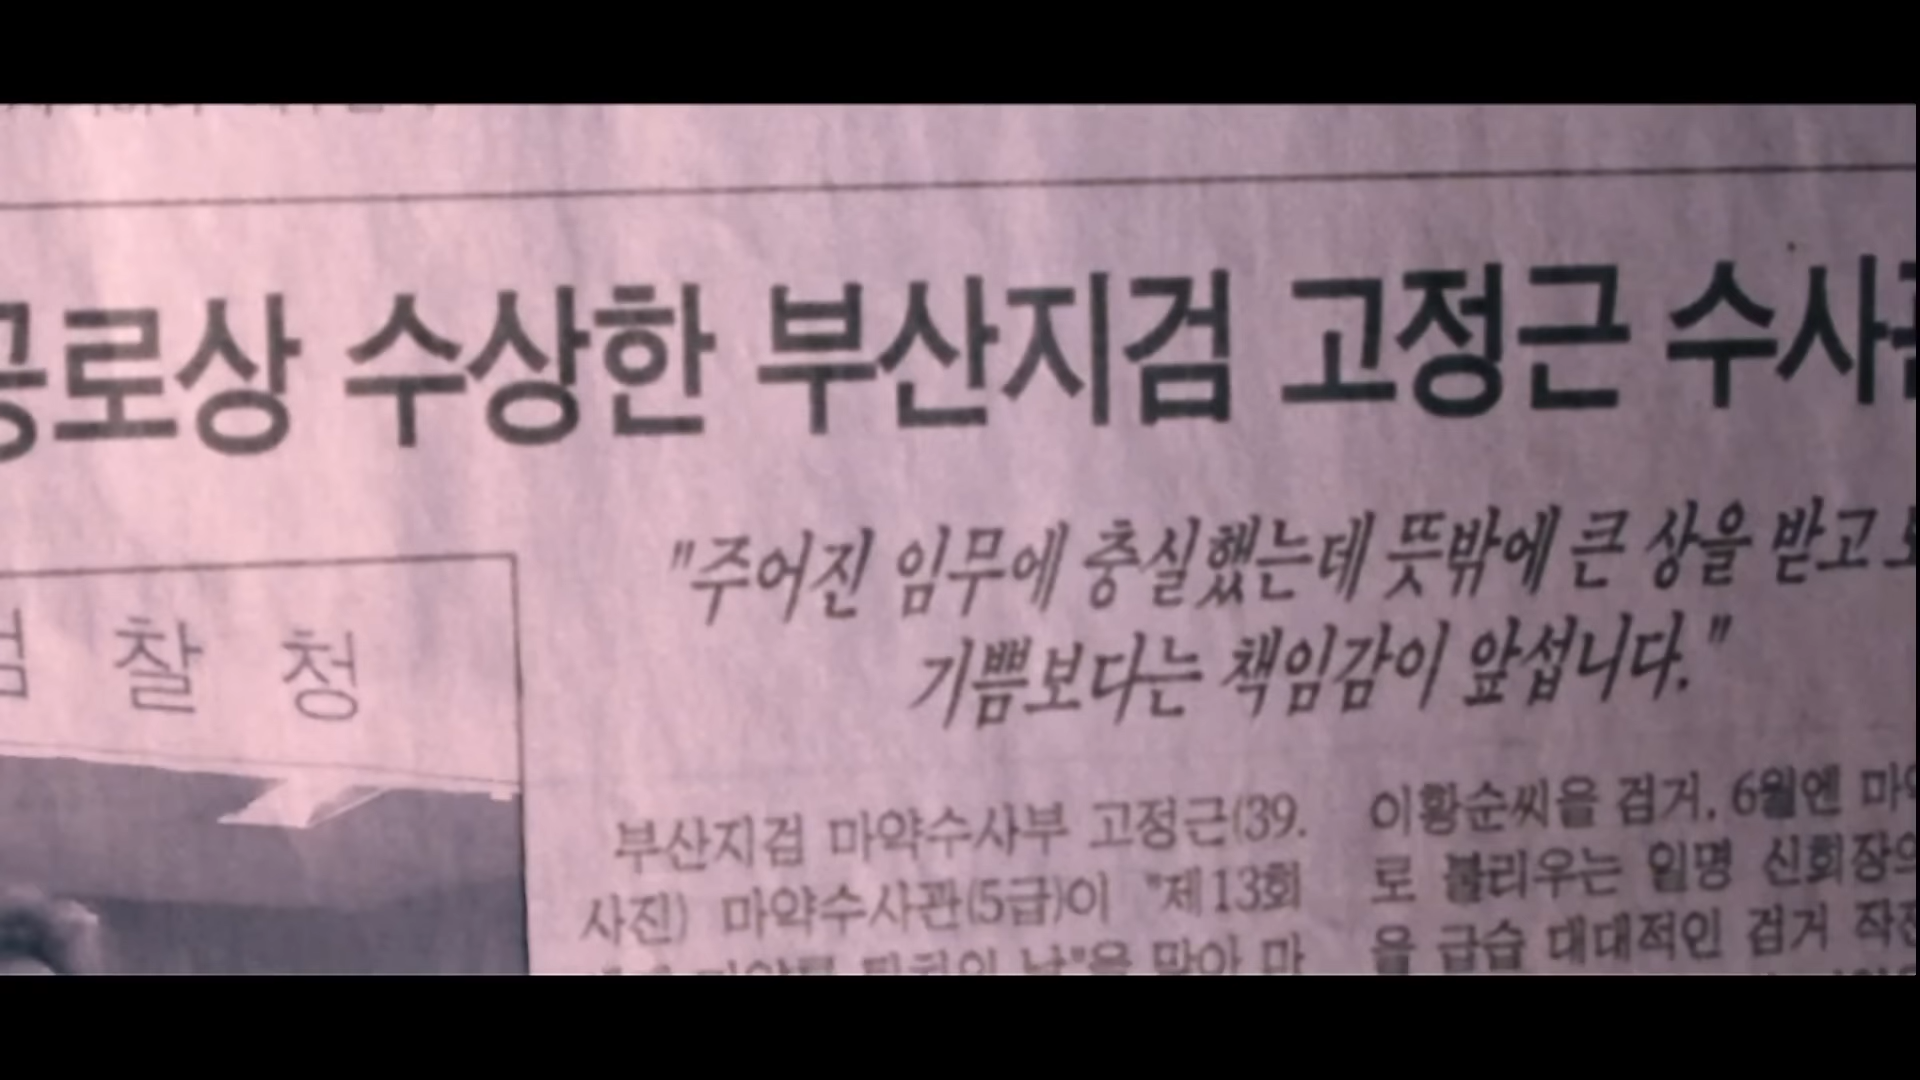 공로상 수상한 부산지검 고정근 수사
"주어진 임무에 충실했는데 뜻밖에 큰 상을 받고
기쁨보다는 책임감이 앞섭니다."
찰 청
부산지검 마약수사부 고정근(39.
사진) 마약수사관(5급)이 "제13회
이황순씨을 검거, 6월엔
로 불리우는 일명 신회장의
을 급습 대대적인 검거